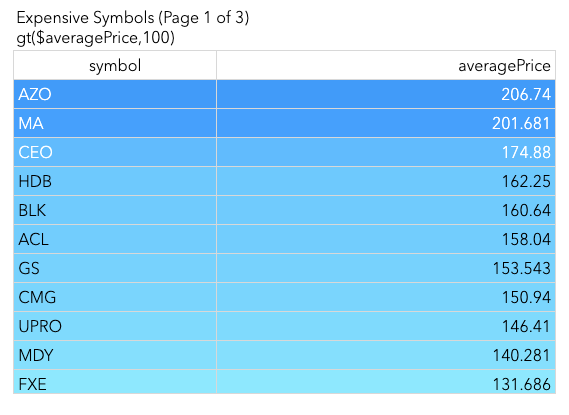 Expensive Symbols (Page 1 of 3)
gt($averagePrice,100)
symbol averagePrice
AZO 206.74
MA 201.681
CEO 174.88
HDB 162.25
BLK 160.64
ACL 158.04
GS 153.543
CMG 150.94
UPRO 146.41
MDY 140.281
FXE 131.686